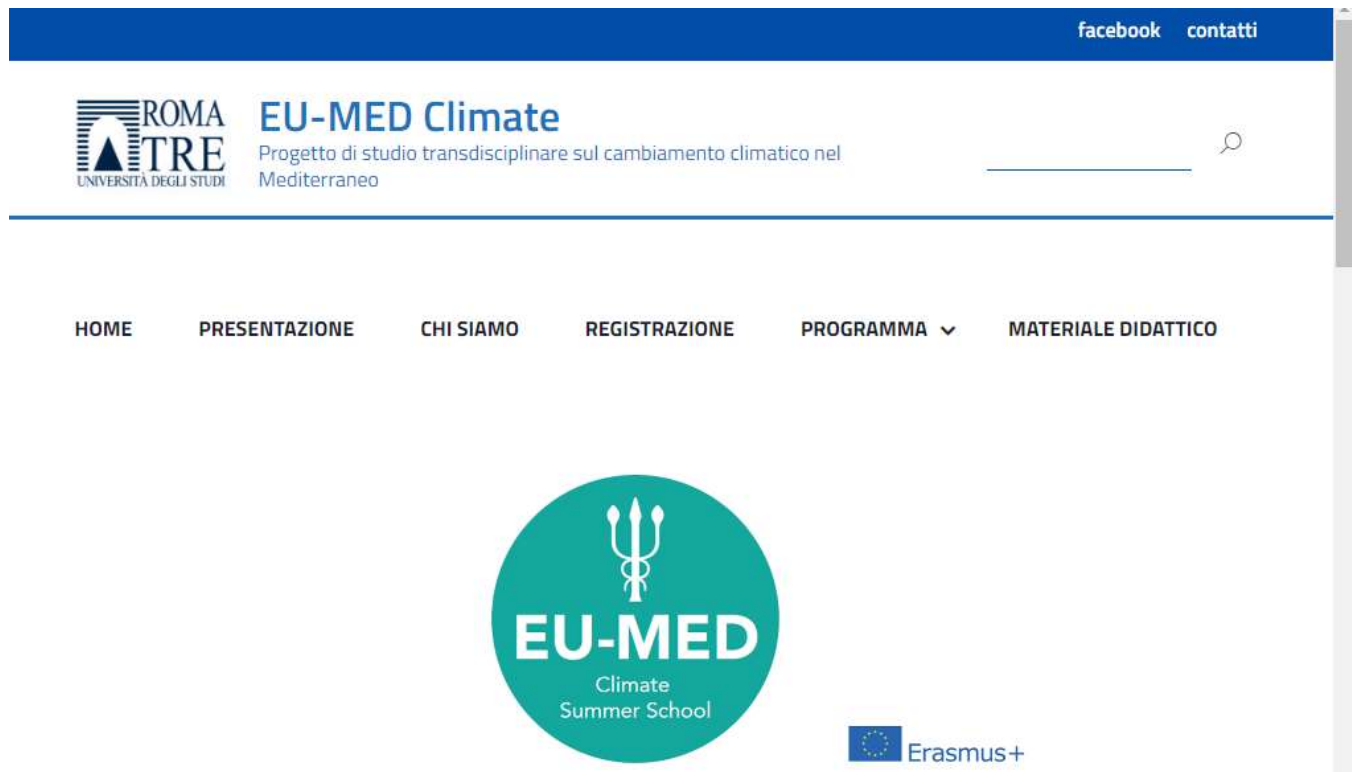 facebook contatti
ROMA
TRE
UNIVERSITÀ DEGLI STUDI
EU-MED Climate
Progetto di studio transdisciplinare sul cambiamento climatico nel
Mediterraneo
HOME PRESENTAZIONE CHI SIAMO REGISTRAZIONE PROGRAMMA MATERIALE DIDATTICO
EU-MED
Climate
Summer School
Erasmus+